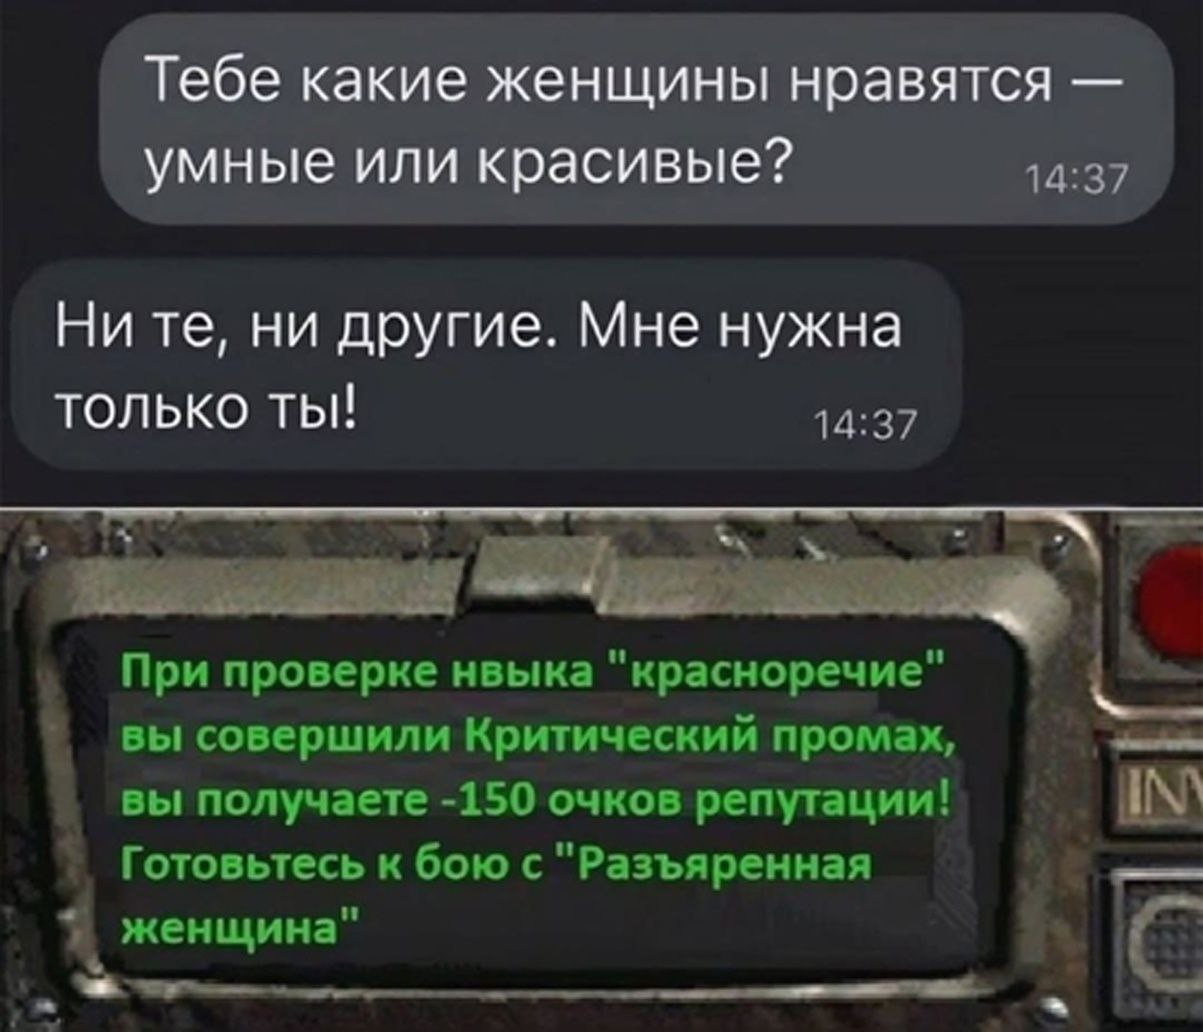 Тебе какие женщины нравятся —
умные или красивые?
14:37
Ни те, ни другие. Мне нужна
только ты!
14:37
При проверке нвыка "красноречие"
вы совершили Критический промах,
вы получаете -150 очков репутации!
Готовьтесь к бою с "Разъяренная
женщина"
INV